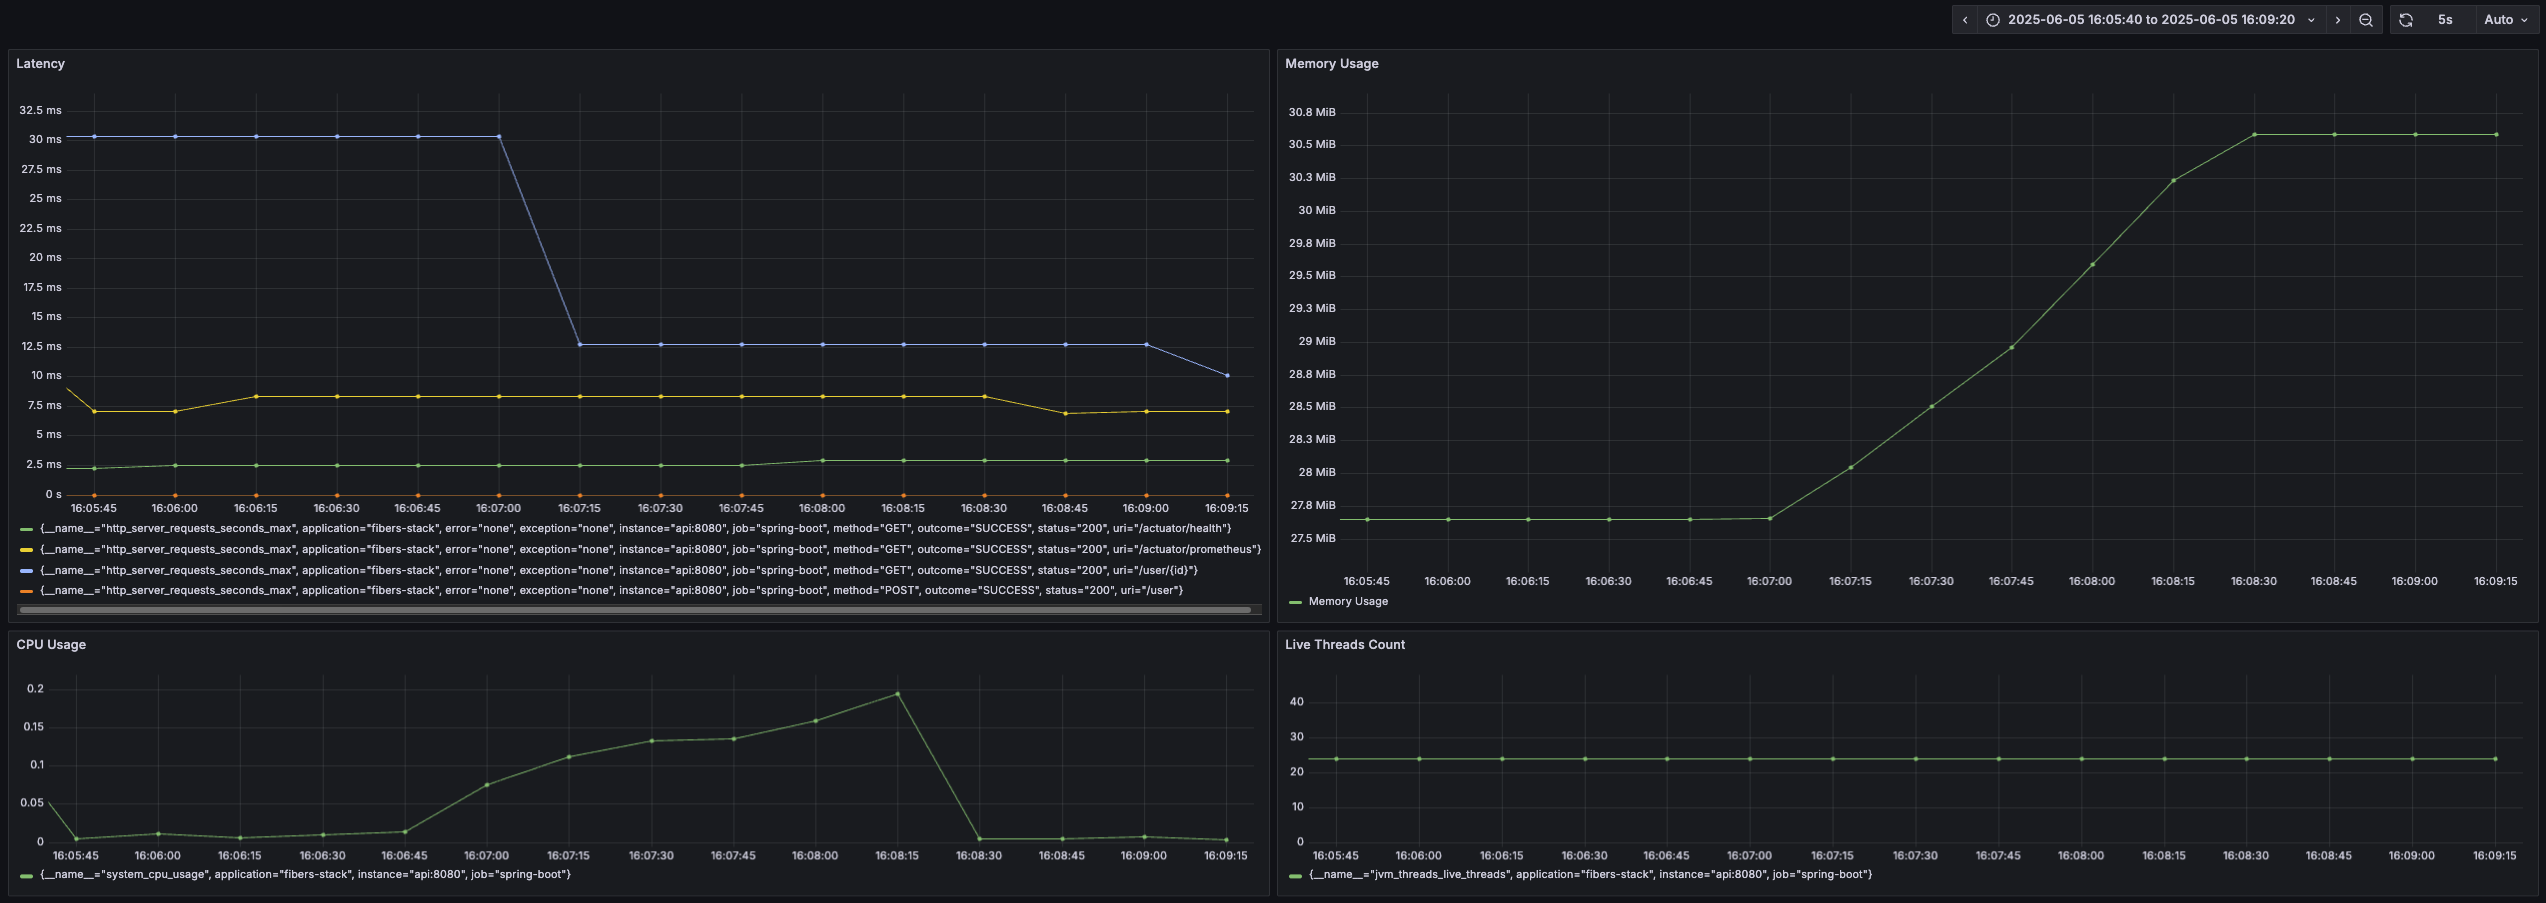 2025-06-05 16:05:40 to 2025-06-05 16:09:20
5s
Auto
Latency
32.5 ms
30 ms
27.5 ms
25 ms
22.5 ms
20 ms
17.5 ms
15 ms
12.5 ms
10 ms
7.5 ms
5 ms
2.5 ms
0 s
16:05:45 16:06:00 16:06:15 16:06:30 16:06:45 16:07:00 16:07:15 16:07:30 16:07:45 16:08:00 16:08:15 16:08:30 16:08:45 16:09:00 16:09:15
{__name__="http_server_requests_seconds_max", application="fibers-stack", error="none", exception="none", instance="api:8080", job="spring-boot", method="GET", outcome="SUCCESS", status="200", uri="/actuator/health"}
{__name__="http_server_requests_seconds_max", application="fibers-stack", error="none", exception="none", instance="api:8080", job="spring-boot", method="GET", outcome="SUCCESS", status="200", uri="/actuator/prometheus"}
{__name__="http_server_requests_seconds_max", application="fibers-stack", error="none", exception="none", instance="api:8080", job="spring-boot", method="GET", outcome="SUCCESS", status="200", uri="/user/{id}"}
{__name__="http_server_requests_seconds_max", application="fibers-stack", error="none", exception="none", instance="api:8080", job="spring-boot", method="POST", outcome="SUCCESS", status="200", uri="/user"}
Memory Usage
30.8 MiB
30.5 MiB
30.3 MiB
30 MiB
29.8 MiB
29.5 MiB
29.3 MiB
29 MiB
28.8 MiB
28.5 MiB
28.3 MiB
28 MiB
27.8 MiB
27.5 MiB
16:05:45 16:06:00 16:06:15 16:06:30 16:06:45 16:07:00 16:07:15 16:07:30 16:07:45 16:08:00 16:08:15 16:08:30 16:08:45 16:09:00 16:09:15
Memory Usage
CPU Usage
0.2
0.15
0.1
0.05
0
16:05:45 16:06:00 16:06:15 16:06:30 16:06:45 16:07:00 16:07:15 16:07:30 16:07:45 16:08:00 16:08:15 16:08:30 16:08:45 16:09:00 16:09:15
{__name__="system_cpu_usage", application="fibers-stack", instance="api:8080", job="spring-boot"}
Live Threads Count
40
30
20
10
0
16:05:45 16:06:00 16:06:15 16:06:30 16:06:45 16:07:00 16:07:15 16:07:30 16:07:45 16:08:00 16:08:15 16:08:30 16:08:45 16:09:00 16:09:15
{__name__="jvm_threads_live_threads", application="fibers-stack", instance="api:8080", job="spring-boot"}